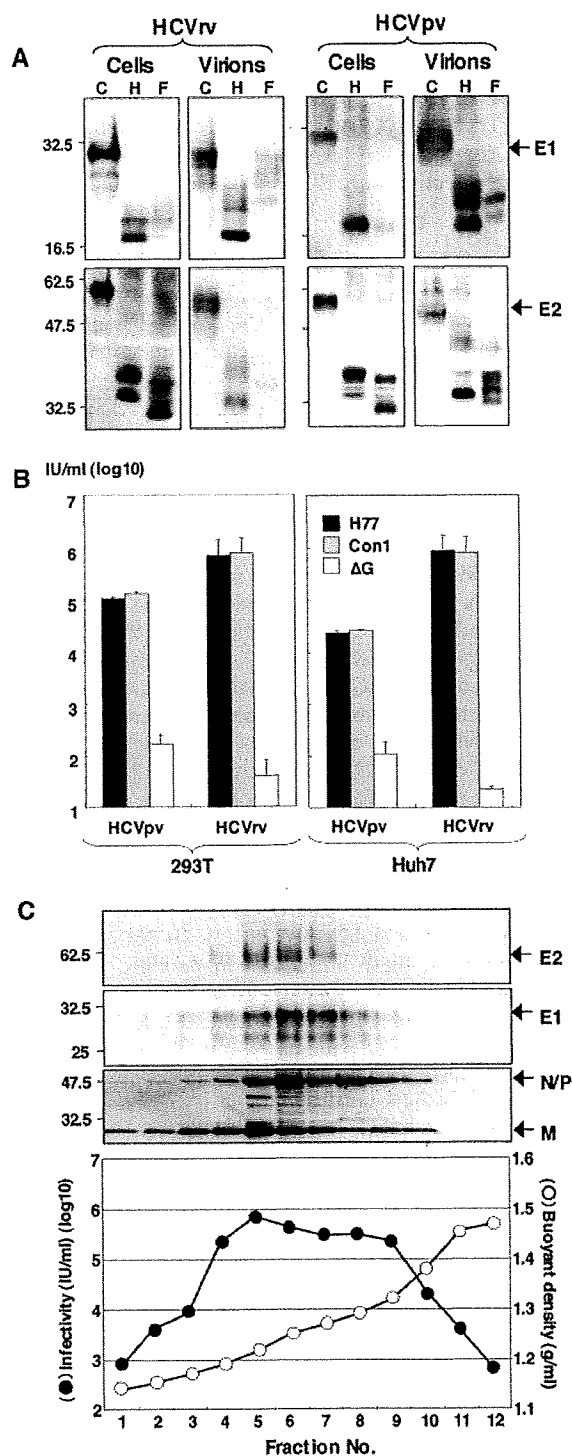 HCVrv HCVpv
A Cells Virions Cells Virions
C H F C H F C H F C H F
32.5
E1
16.5
62.5
E2
47.5
32.5
B IU/ml (log10)
7
6
5
4
3
2
1
H77
Con1
ΔG
HCVpv HCVrv HCVpv HCVrv
293T Huh7
C
62.5 E2
32.5 E1
25
47.5 N/P
32.5 M
7 1.6
6 1.5
5 1.4
4 1.3
3 1.2
2 1.1
(●) Infectivity (IU/ml) (log10)
(○) Buoyant density (g/ml)
1 2 3 4 5 6 7 8 9 10 11 12
Fraction No.